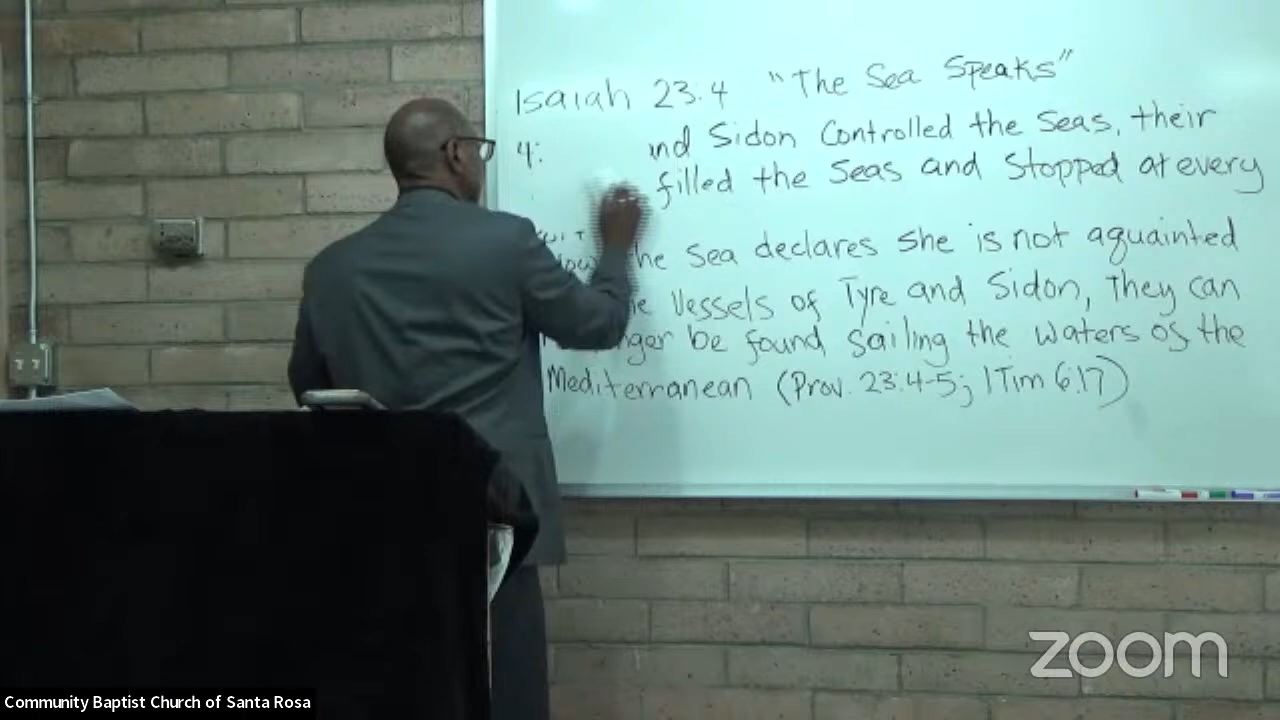 Isaiah 23.4 "The Sea Speaks"
4: nd Sidon Controlled the Seas, their
filled the Seas and Stopped at every
the Sea declares she is not aquainted
Vessels of Tyre and Sidon, They can
be found sailing the waters of the
Mediterranean (Prov. 23:4-5; 1Tim 6:17)
zoom
Community Baptist Church of Santa Rosa